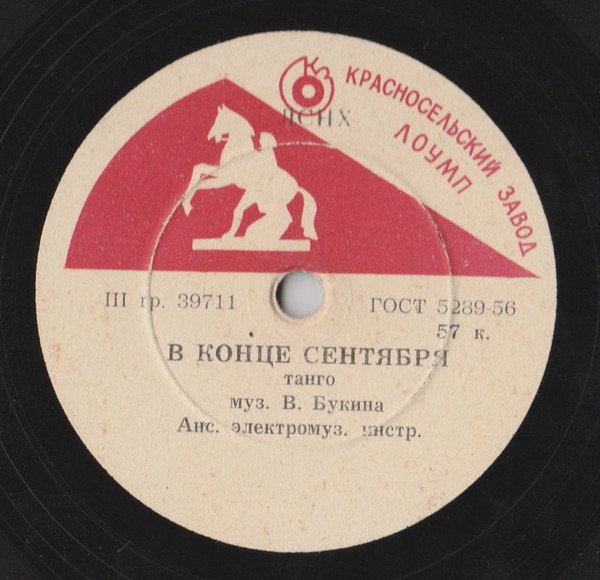 КРАСНОСЕЛЬСКИЙ ЗАВОД
ЛОУМП
ЛСНХ
III гр. 39711
ГОСТ 5289-56
57 к.
В КОНЦЕ СЕНТЯБРЯ
танго
муз. В. Букина
Анс. электромуз. инстр.